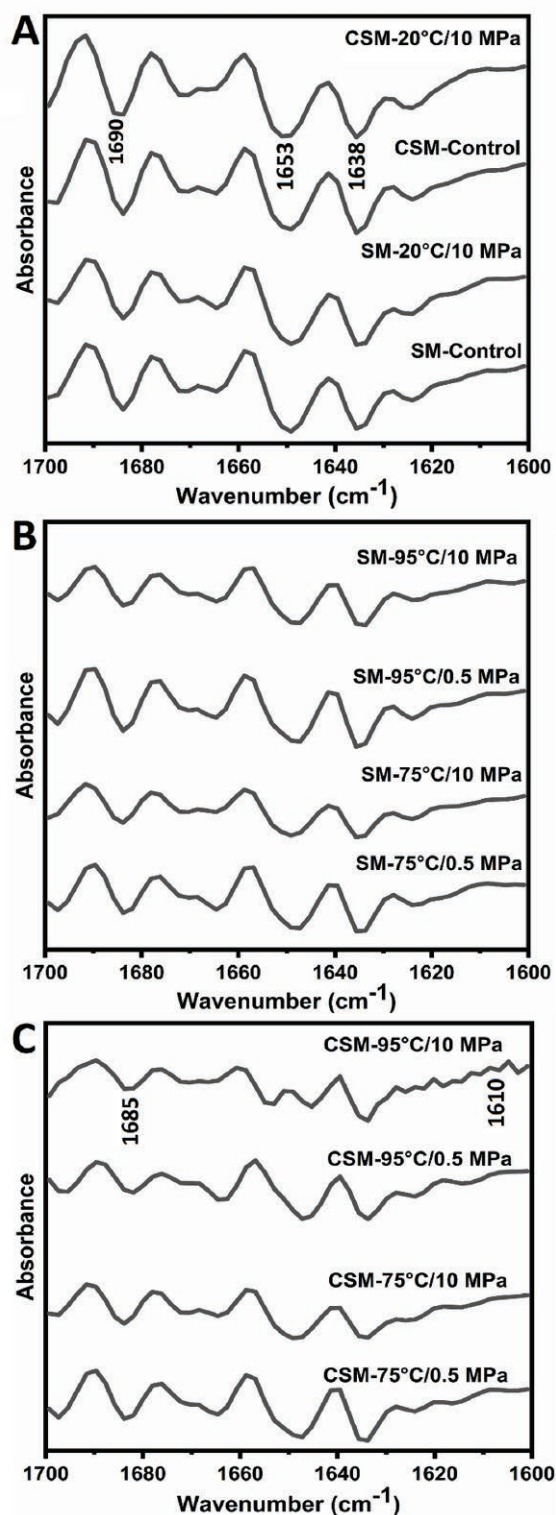 A
CSM-20°C/10 MPa
1690
1653
1638
CSM-Control
SM-20°C/10 MPa
SM-Control
Absorbance
1700 1680 1660 1640 1620 1600
Wavenumber (cm-1)
B
SM-95°C/10 MPa
SM-95°C/0.5 MPa
SM-75°C/10 MPa
SM-75°C/0.5 MPa
Absorbance
1700 1680 1660 1640 1620 1600
Wavenumber (cm-1)
C
CSM-95°C/10 MPa
1685
1610
CSM-95°C/0.5 MPa
CSM-75°C/10 MPa
CSM-75°C/0.5 MPa
Absorbance
1700 1680 1660 1640 1620 1600
Wavenumber (cm-1)